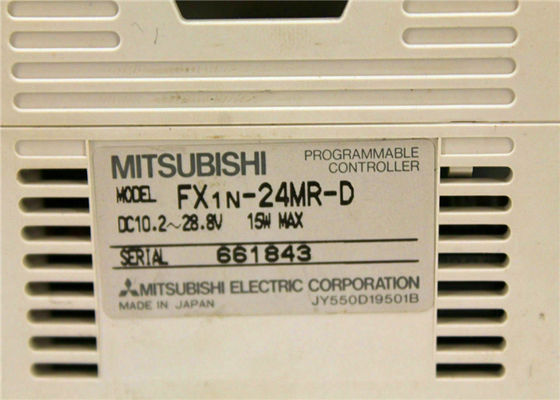 MITSUBISHI PROGRAMMABLE CONTROLLER
MODEL FX1N-24MR-D
DC10.2~28.8V 15W MAX
SERIAL 661843
MITSUBISHI ELECTRIC CORPORATION
MADE IN JAPAN JY550D19501B